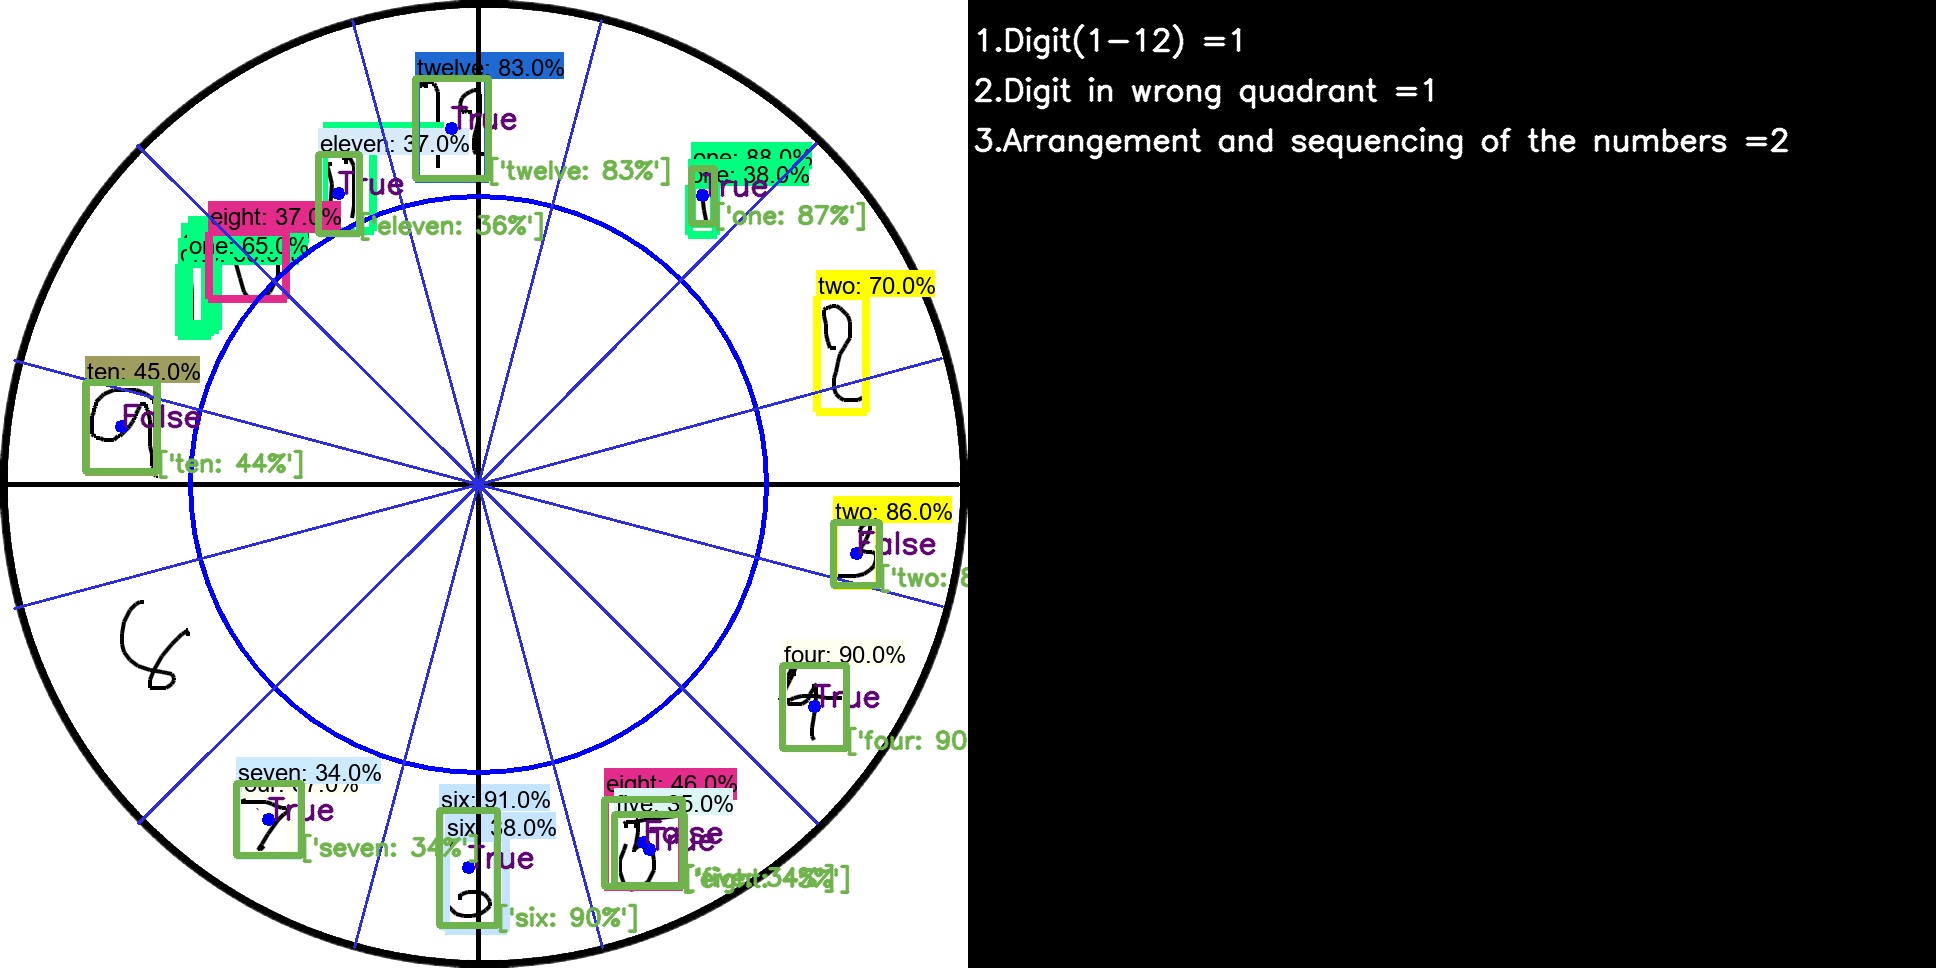 1.Digit(1-12) =1
2.Digit in wrong quadrant =1
3.Arrangement and sequencing of the numbers =2
twelve: 83.0%
True
eleven: 37.0%
['twelve: 83%']
one: 88.0%
one: 38.0%
True
True
['one: 87%']
eight: 37.0%
['eleven: 36%']
one: 65.0%
two: 70.0%
ten: 45.0%
False
['ten: 44%']
two: 86.0%
False
['two: 8
four: 90.0%
True
['four: 90
8
seven: 34.0%
True
['seven: 34%']
7
six: 91.0%
six: 38.0%
True
['six: 90%']
eight: 46.0%
five: 35.0%
False
True